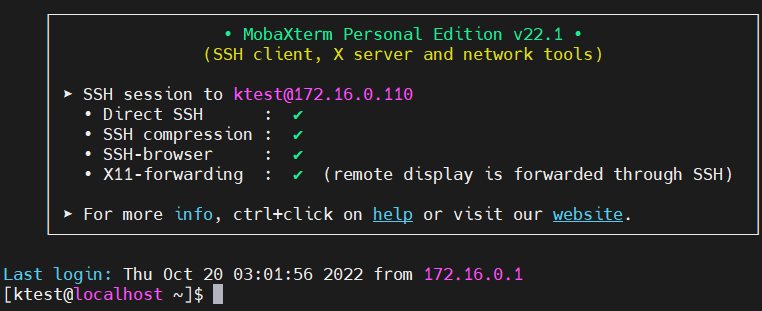 • MobaXterm Personal Edition v22.1 •
(SSH client, X server and network tools)
➤ SSH session to ktest@172.16.0.110
• Direct SSH : ✔
• SSH compression : ✔
• SSH-browser : ✔
• X11-forwarding : ✔ (remote display is forwarded through SSH)
➤ For more info, ctrl+click on help or visit our website.
Last login: Thu Oct 20 03:01:56 2022 from 172.16.0.1
[ktest@localhost ~]$